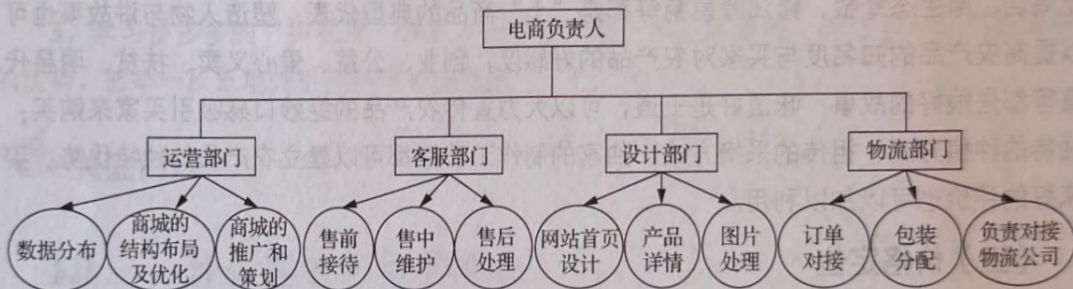 电商负责人
运营部门
客服部门
设计部门
物流部门
数据分布
商城的
结构布局
及优化
商城的
推广和
策划
售前
接待
售中
维护
售后
处理
网站首页
设计
产品
详情
图片
处理
订单
对接
包装
分配
负责对接
物流公司